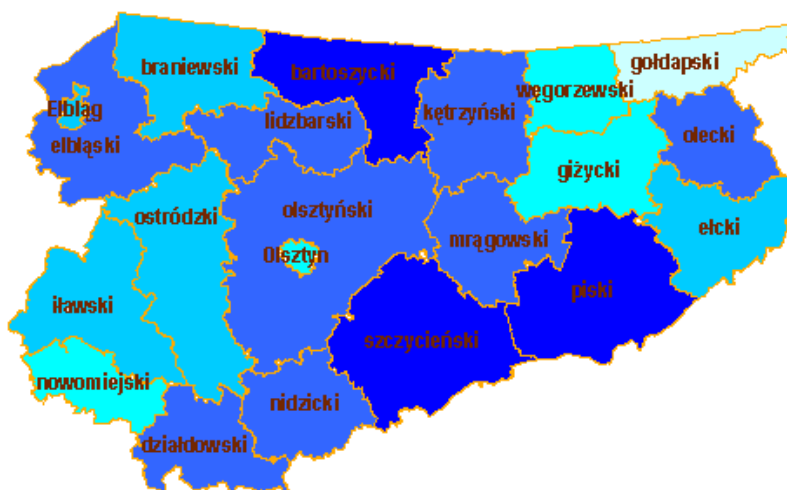 gołdapski
braniewski
bartoszycki
węgorzewski
Elbląg
kętrzyński
lidzbarski
olecki
elbląski
giżycki
ostródzki
olsztyński
ełcki
mrągowski
Olsztyn
iławski
piski
szczycieński
nowomiejski
nidzicki
działdowski